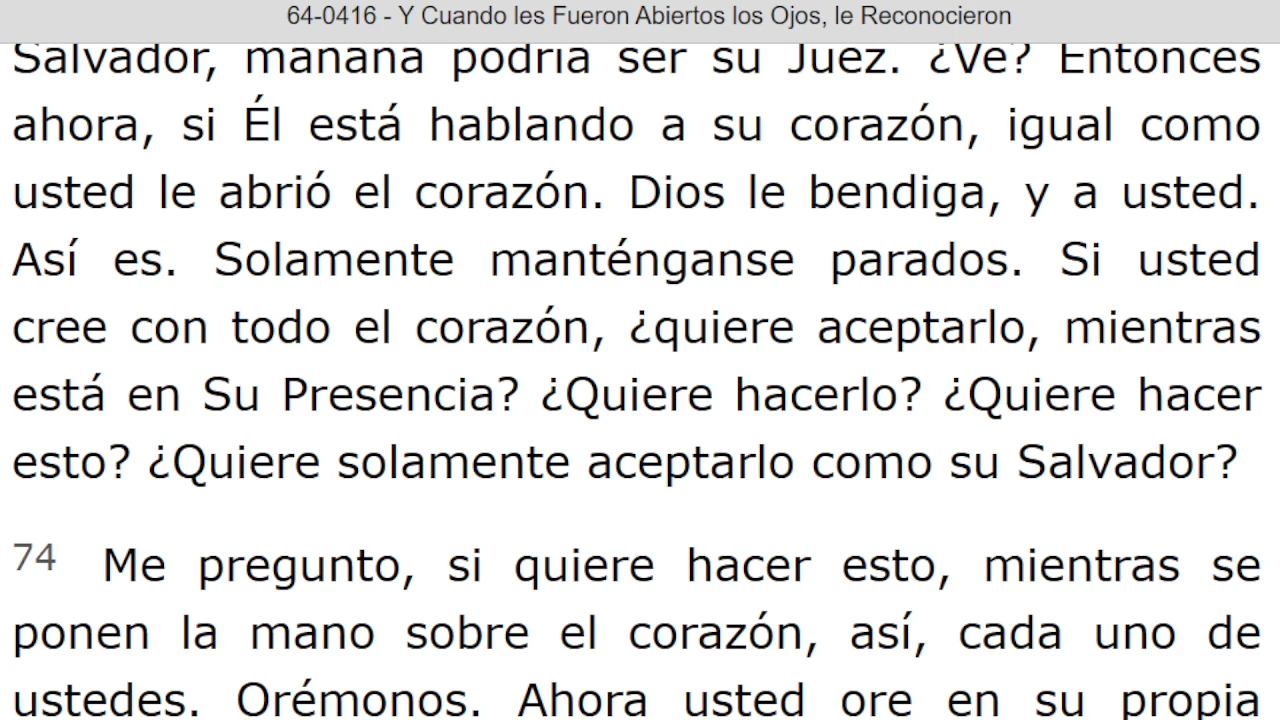 64-0416 - Y Cuando les Fueron Abiertos los Ojos, le Reconocieron
Salvador, mañana podría ser su Juez. ¿Ve? Entonces
ahora, si Él está hablando a su corazón, igual como
usted le abrió el corazón. Dios le bendiga, y a usted.
Así es. Solamente manténganse parados. Si usted
cree con todo el corazón, ¿quiere aceptarlo, mientras
está en Su Presencia? ¿Quiere hacerlo? ¿Quiere hacer
esto? ¿Quiere solamente aceptarlo como su Salvador?
74 Me pregunto, si quiere hacer esto, mientras se
ponen la mano sobre el corazón, así, cada uno de
ustedes. Orémonos. Ahora usted ore en su propia